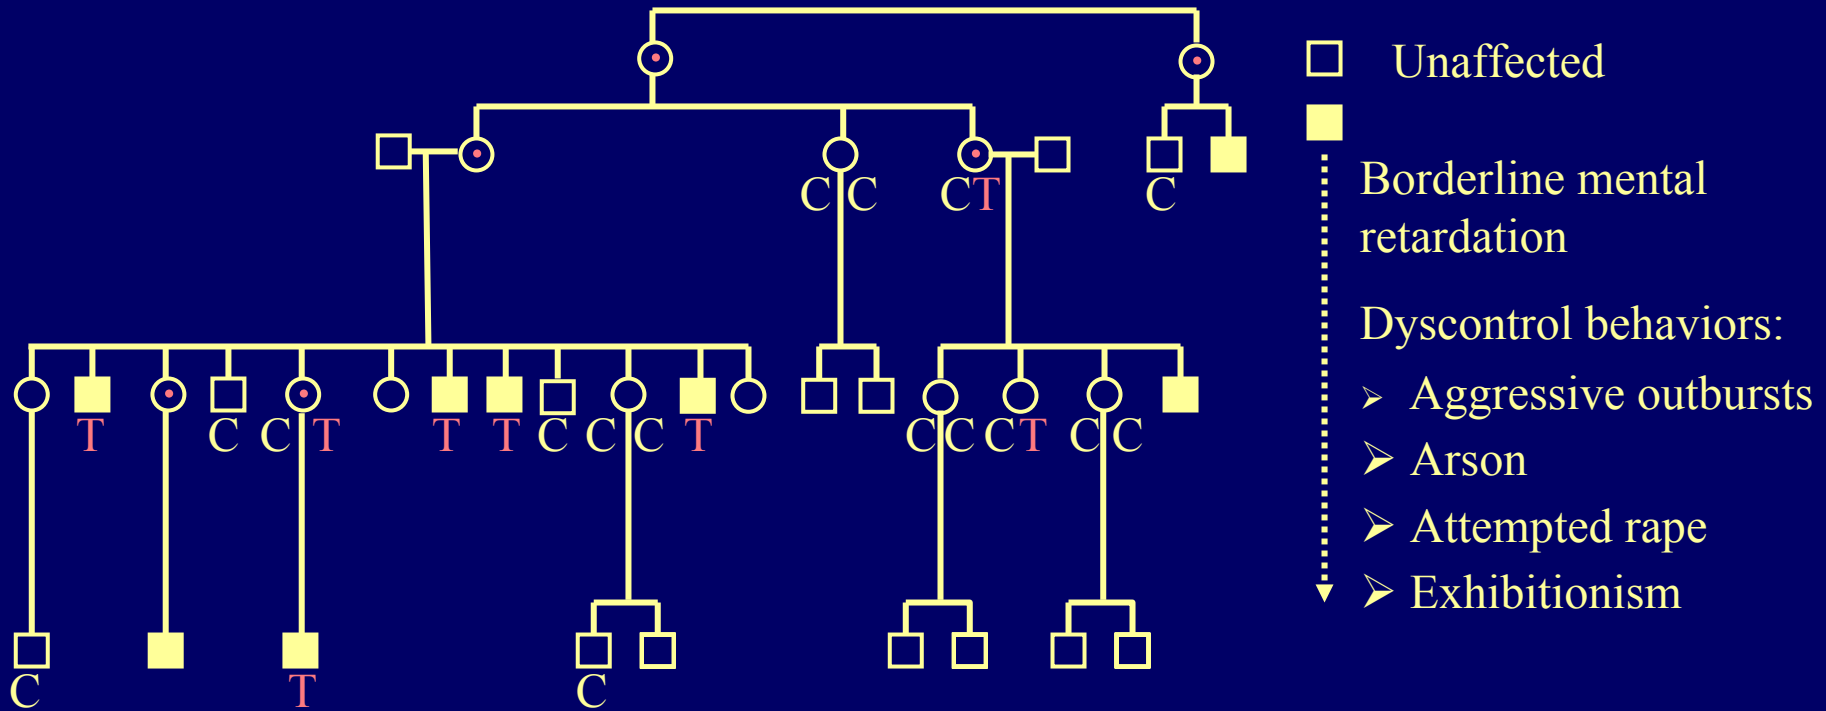 Unaffected
C C C T C
Borderline mental
retardation
Dyscontrol behaviors:
T C C T T T C C C T C C C T C C
➢ Aggressive outbursts
➢ Arson
➢ Attempted rape
➢ Exhibitionism
C T C